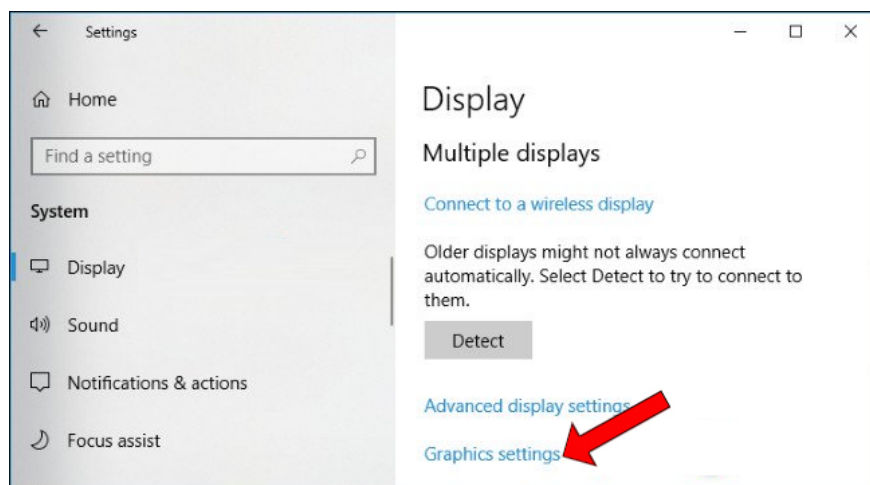 Settings
Home
Find a setting
System
Display
Sound
Notifications & actions
Focus assist
Display
Multiple displays
Connect to a wireless display
Older displays might not always connect
automatically. Select Detect to try to connect to
them.
Detect
Advanced display settings
Graphics settings